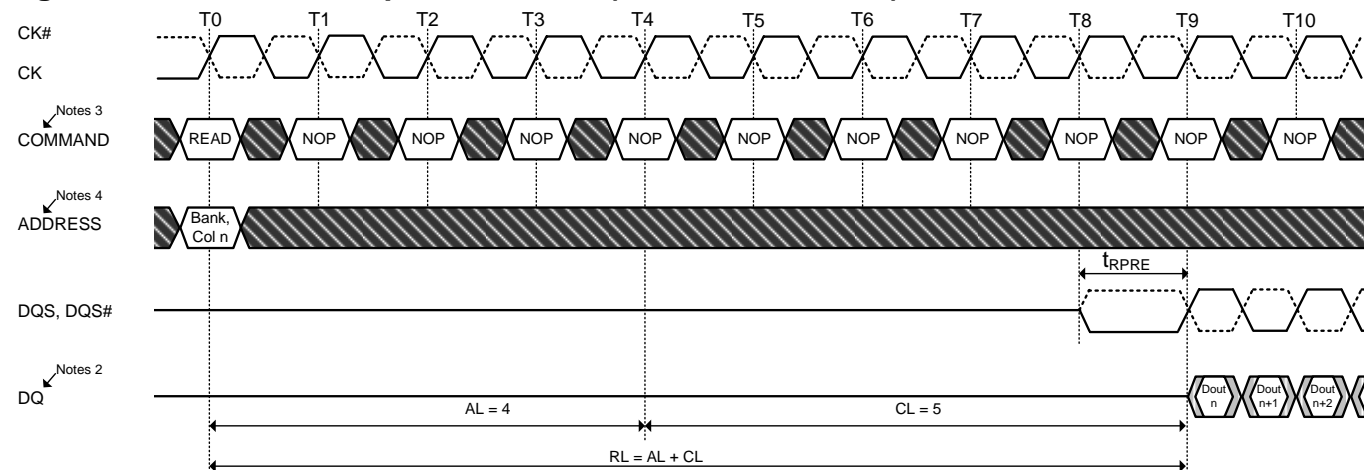 T0 T1 T2 T3 T4 T5 T6 T7 T8 T9 T10
CK#
CK
Notes 3
COMMAND
READ NOP NOP NOP NOP NOP NOP NOP NOP NOP NOP
Notes 4
ADDRESS
Bank,
Col n
tRPRE
DQS, DQS#
Notes 2
DQ
Dout
n
Dout
n+1
Dout
n+2
AL = 4
CL = 5
RL = AL + CL